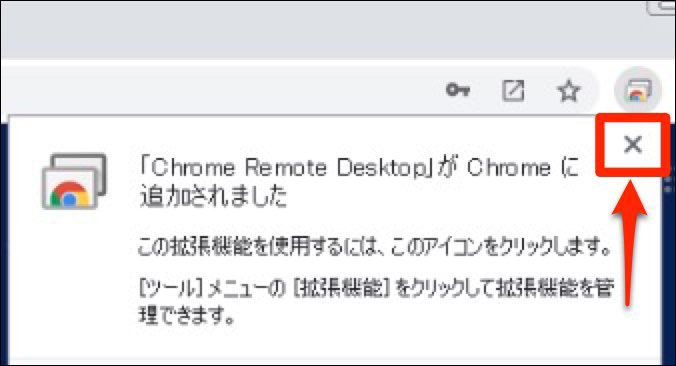 「Chrome Remote Desktop」が Chrome に
追加されました
この拡張機能を使用するには、このアイコンをクリックします。
[ツール] メニューの [拡張機能] をクリックして拡張機能を管
理できます。